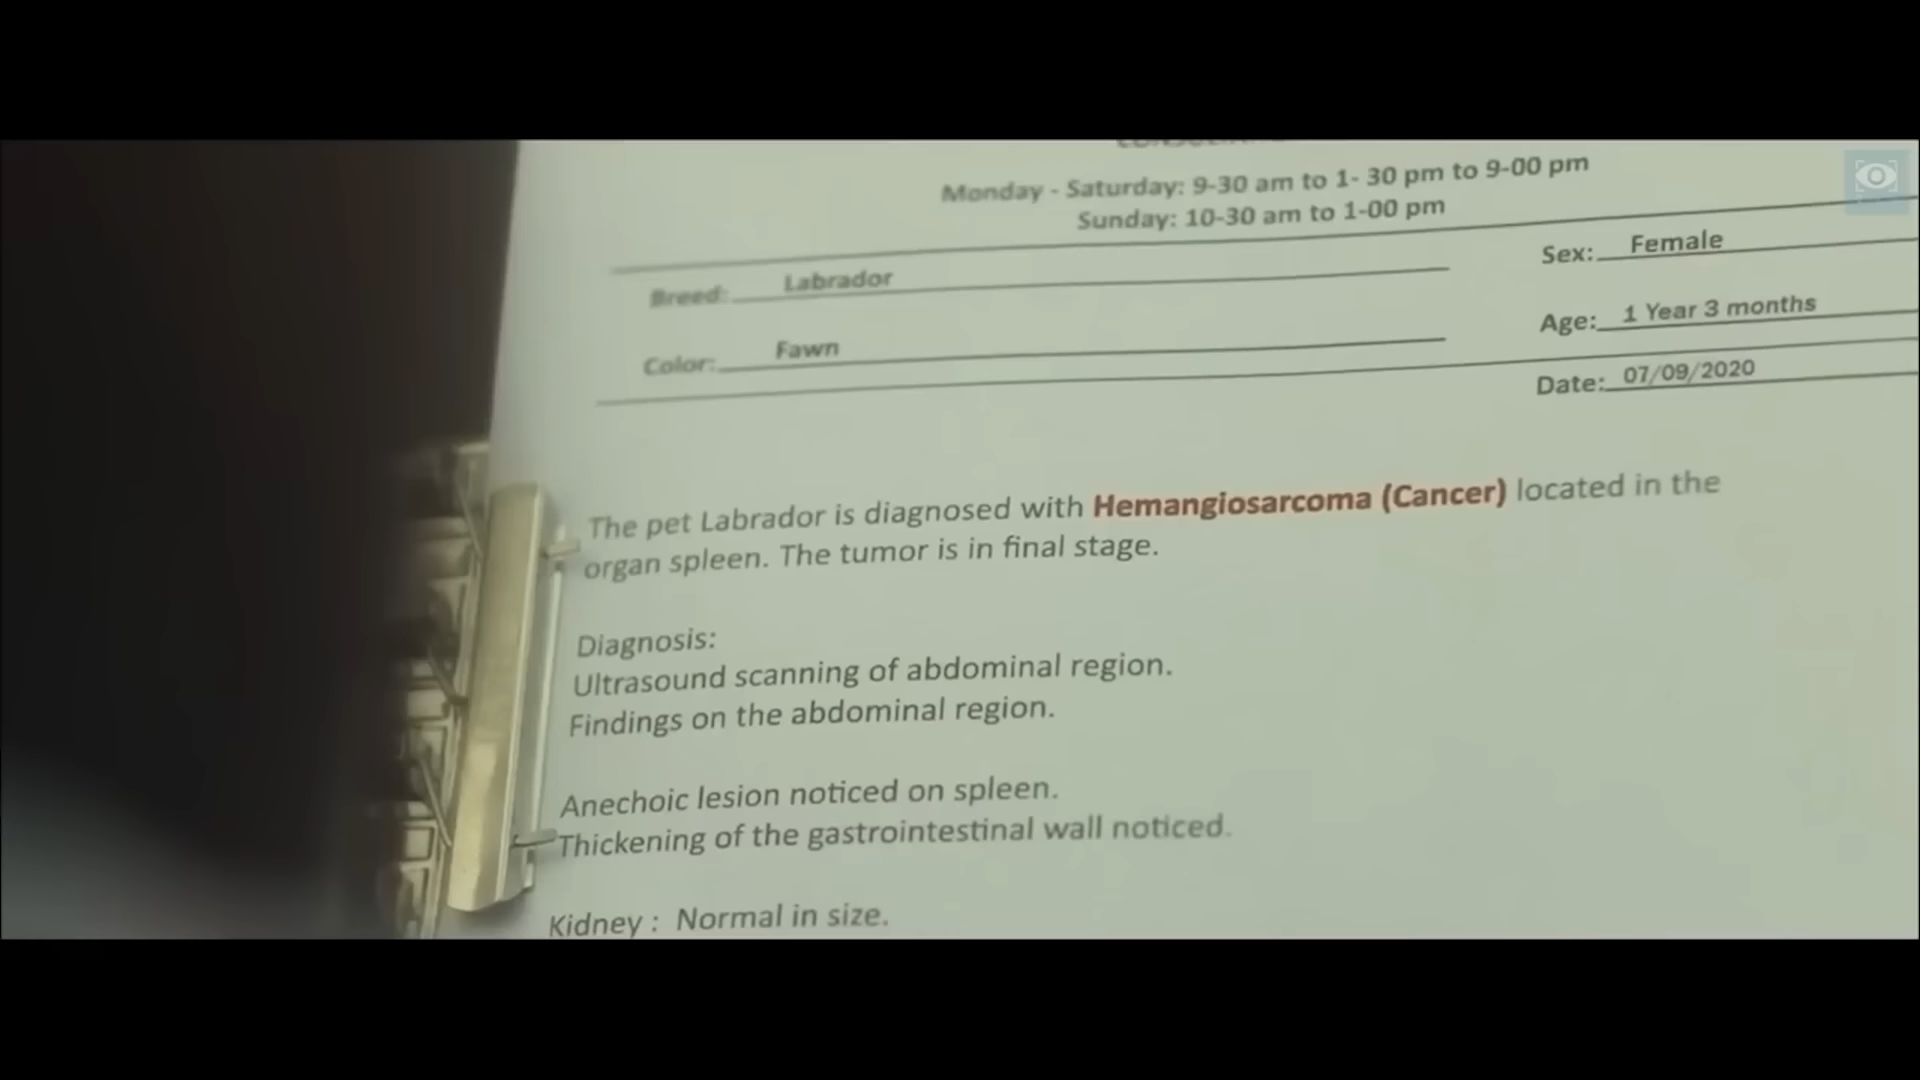 Monday - Saturday: 9-30 am to 1- 30 pm to 9-00 pm
Sunday: 10-30 am to 1-00 pm
Breed: Labrador
Sex: Female
Color: Fawn
Age: 1 Year 3 months
Date: 07/09/2020
The pet Labrador is diagnosed with Hemangiosarcoma (Cancer) located in the
organ spleen. The tumor is in final stage.
Diagnosis:
Ultrasound scanning of abdominal region.
Findings on the abdominal region.
Anechoic lesion noticed on spleen.
Thickening of the gastrointestinal wall noticed.
Kidney : Normal in size.